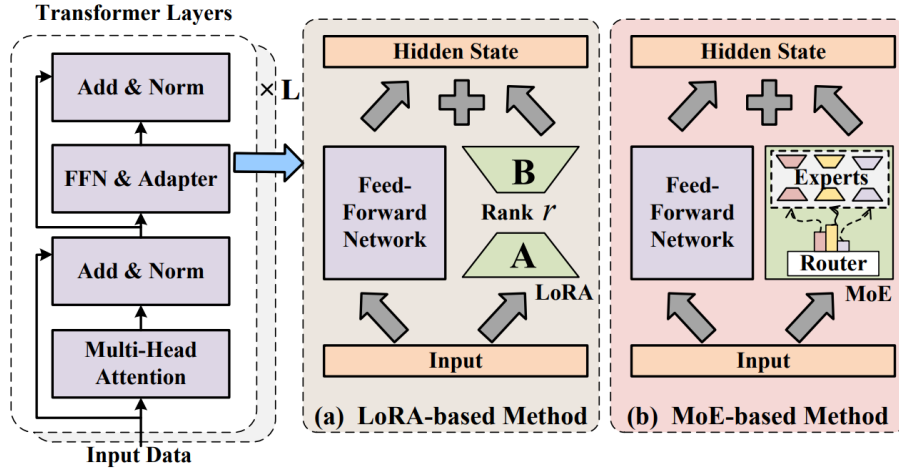 Transformer Layers
Add & Norm
× L
FFN & Adapter
Add & Norm
Multi-Head
Attention
Input Data
Hidden State
Feed-
Forward
Network
B
Rank r
A
LoRA
Input
(a) LoRA-based Method
Hidden State
Feed-
Forward
Network
Experts
Router
MoE
Input
(b) MoE-based Method